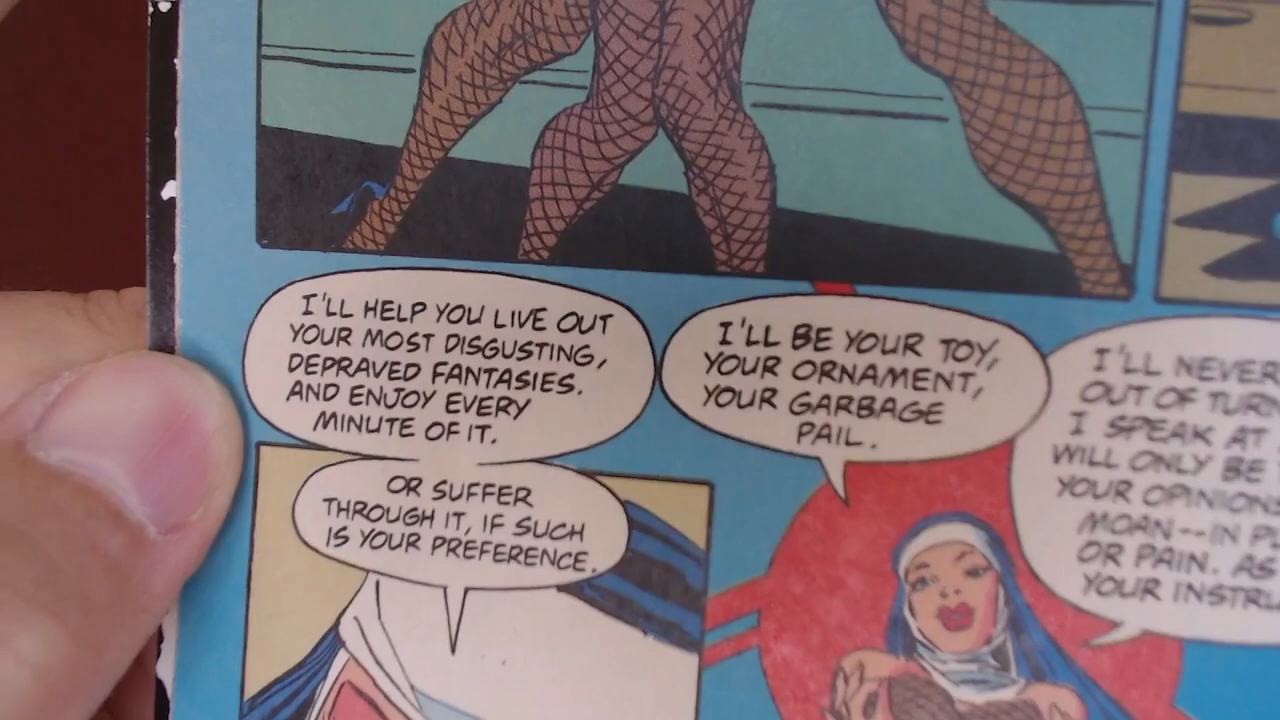 I'LL HELP YOU LIVE OUT
YOUR MOST DISGUSTING,
DEPRAVED FANTASIES.
AND ENJOY EVERY
MINUTE OF IT.
OR SUFFER
THROUGH IT, IF SUCH
IS YOUR PREFERENCE.
I'LL BE YOUR TOY,
YOUR ORNAMENT,
YOUR GARBAGE
PAIL.
I'LL NEVER
OUT OF TURN
I SPEAK AT
WILL ONLY BE
YOUR OPINIONS
MOAN--IN
OR PAIN. AS
YOUR